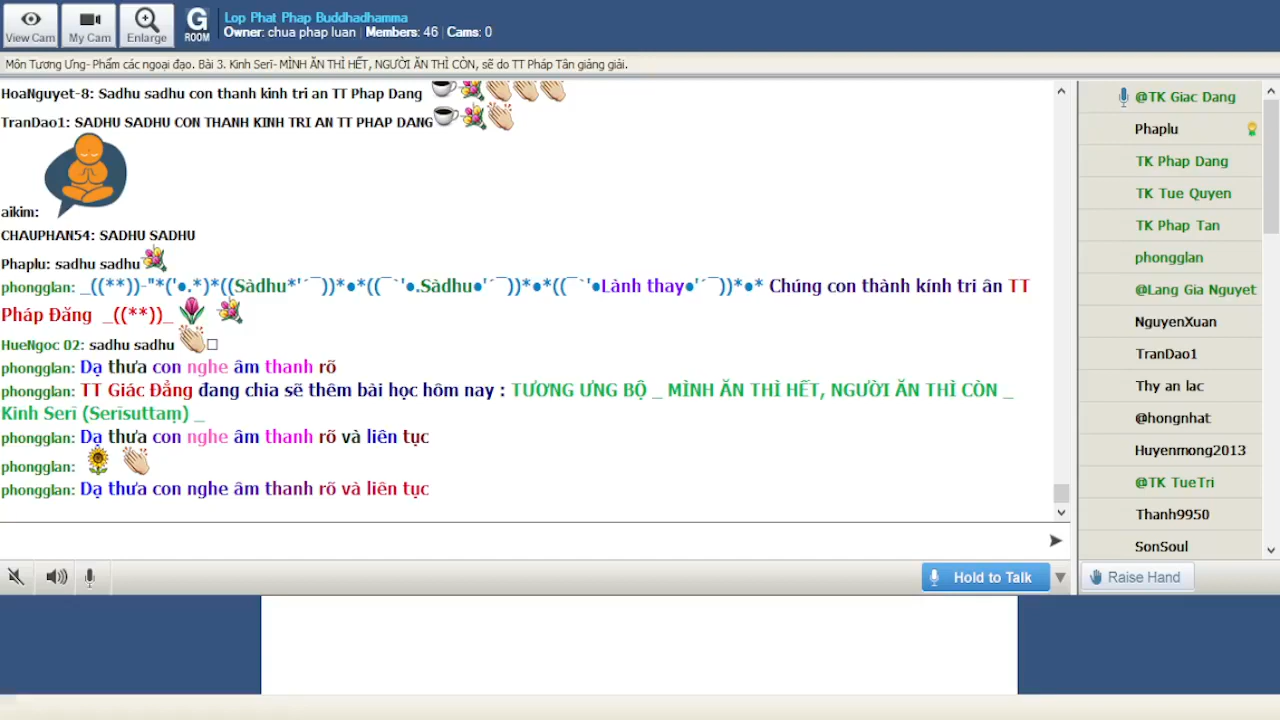 Lop Phat Phap Buddhadhamma
Owner: chua phap luan Members: 46 Cams: 0
View Cam
My Cam
Enlarge
G ROOM
Môn Tương Ưng- Phẩm các ngoại đạo. Bài 3. Kinh Serī- MÌNH ĂN THÌ HẾT, NGƯỜI ĂN THÌ CÒN, sẽ do TT Pháp Tân giảng giải.
HoaNguyet-8: Sadhu sadhu con thanh kinh tri an TT Phap Dang
TranDao1: SADHU SADHU CON THANH KINH TRI AN TT PHAP DANG
aikim:
CHAUPHAN54: SADHU SADHU
Phaplu: sadhu sadhu
phongglan: _((**))-"*('●.*)*((Sàdhu*'´¯))*●*((¯`'●.Sàdhu●'´¯))*●*((¯`'●Lành thay●'´¯))*●* Chúng con thành kính tri ân TT
Pháp Đăng _((**))_
HueNgoc 02: sadhu sadhu
phongglan: Dạ thưa con nghe âm thanh rõ
phongglan: TT Giác Đẳng đang chia sẽ thêm bài học hôm nay : TƯƠNG ƯNG BỘ _ MÌNH ĂN THÌ HẾT, NGƯỜI ĂN THÌ CÒN _
Kinh Serī (Serīsuttaṃ) _
phongglan: Dạ thưa con nghe âm thanh rõ và liên tục
phongglan:
phongglan: Dạ thưa con nghe âm thanh rõ và liên tục
Hold to Talk
@TK Giac Dang
Phaplu
TK Phap Dang
TK Tue Quyen
TK Phap Tan
phongglan
@Lang Gia Nguyet
NguyenXuan
TranDao1
Thy an lac
@hongnhat
Huyenmong2013
@TK TueTri
Thanh9950
SonSoul
Raise Hand